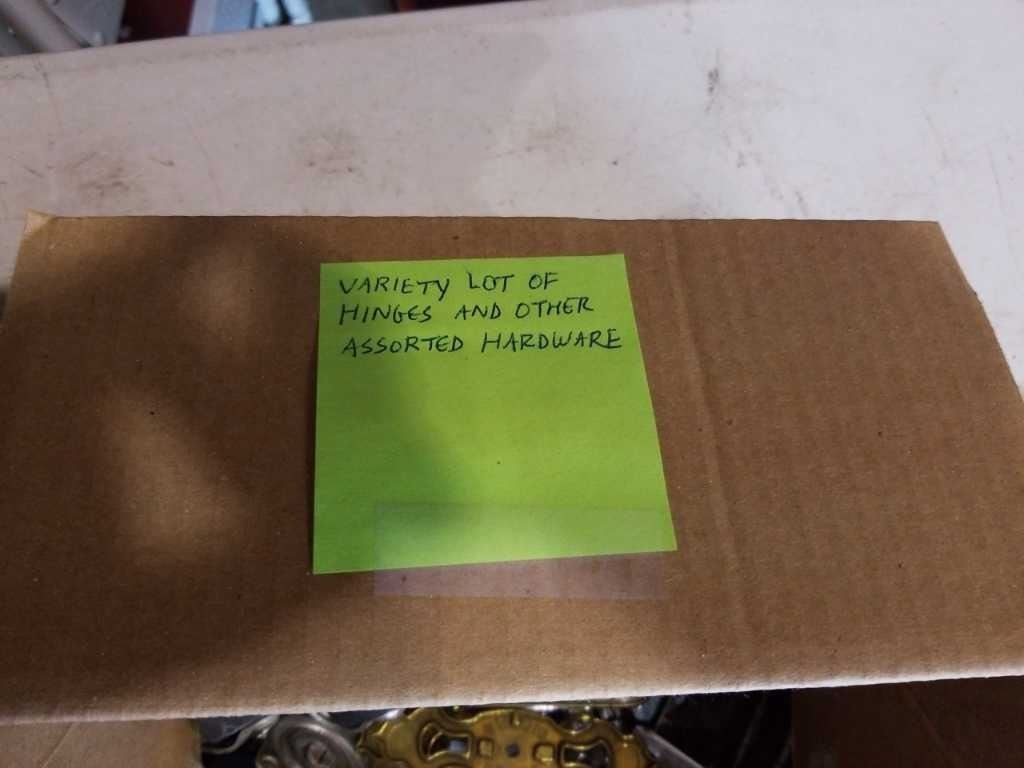 VARIETY LOT OF
HINGES AND OTHER
ASSORTED HARDWARE